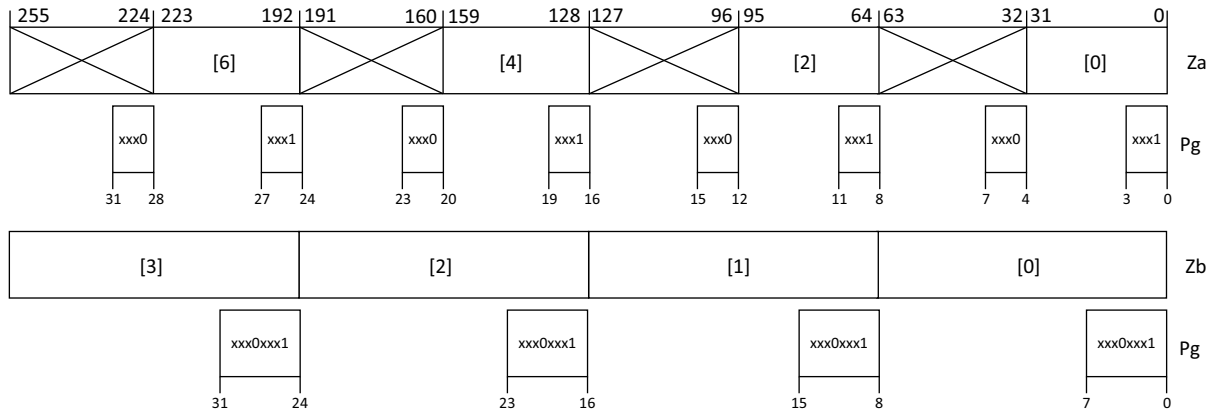 255 224 223 192 191 160 159 128 127 96 95 64 63 32 31 0
[6] [4] [2] [0] Za
xxx0 xxx1 xxx0 xxx1 xxx0 xxx1 xxx0 xxx1 Pg
31 28 27 24 23 20 19 16 15 12 11 8 7 4 3 0
[3] [2] [1] [0] Zb
xxx0xxx1 xxx0xxx1 xxx0xxx1 xxx0xxx1 Pg
31 24 23 16 15 8 7 0